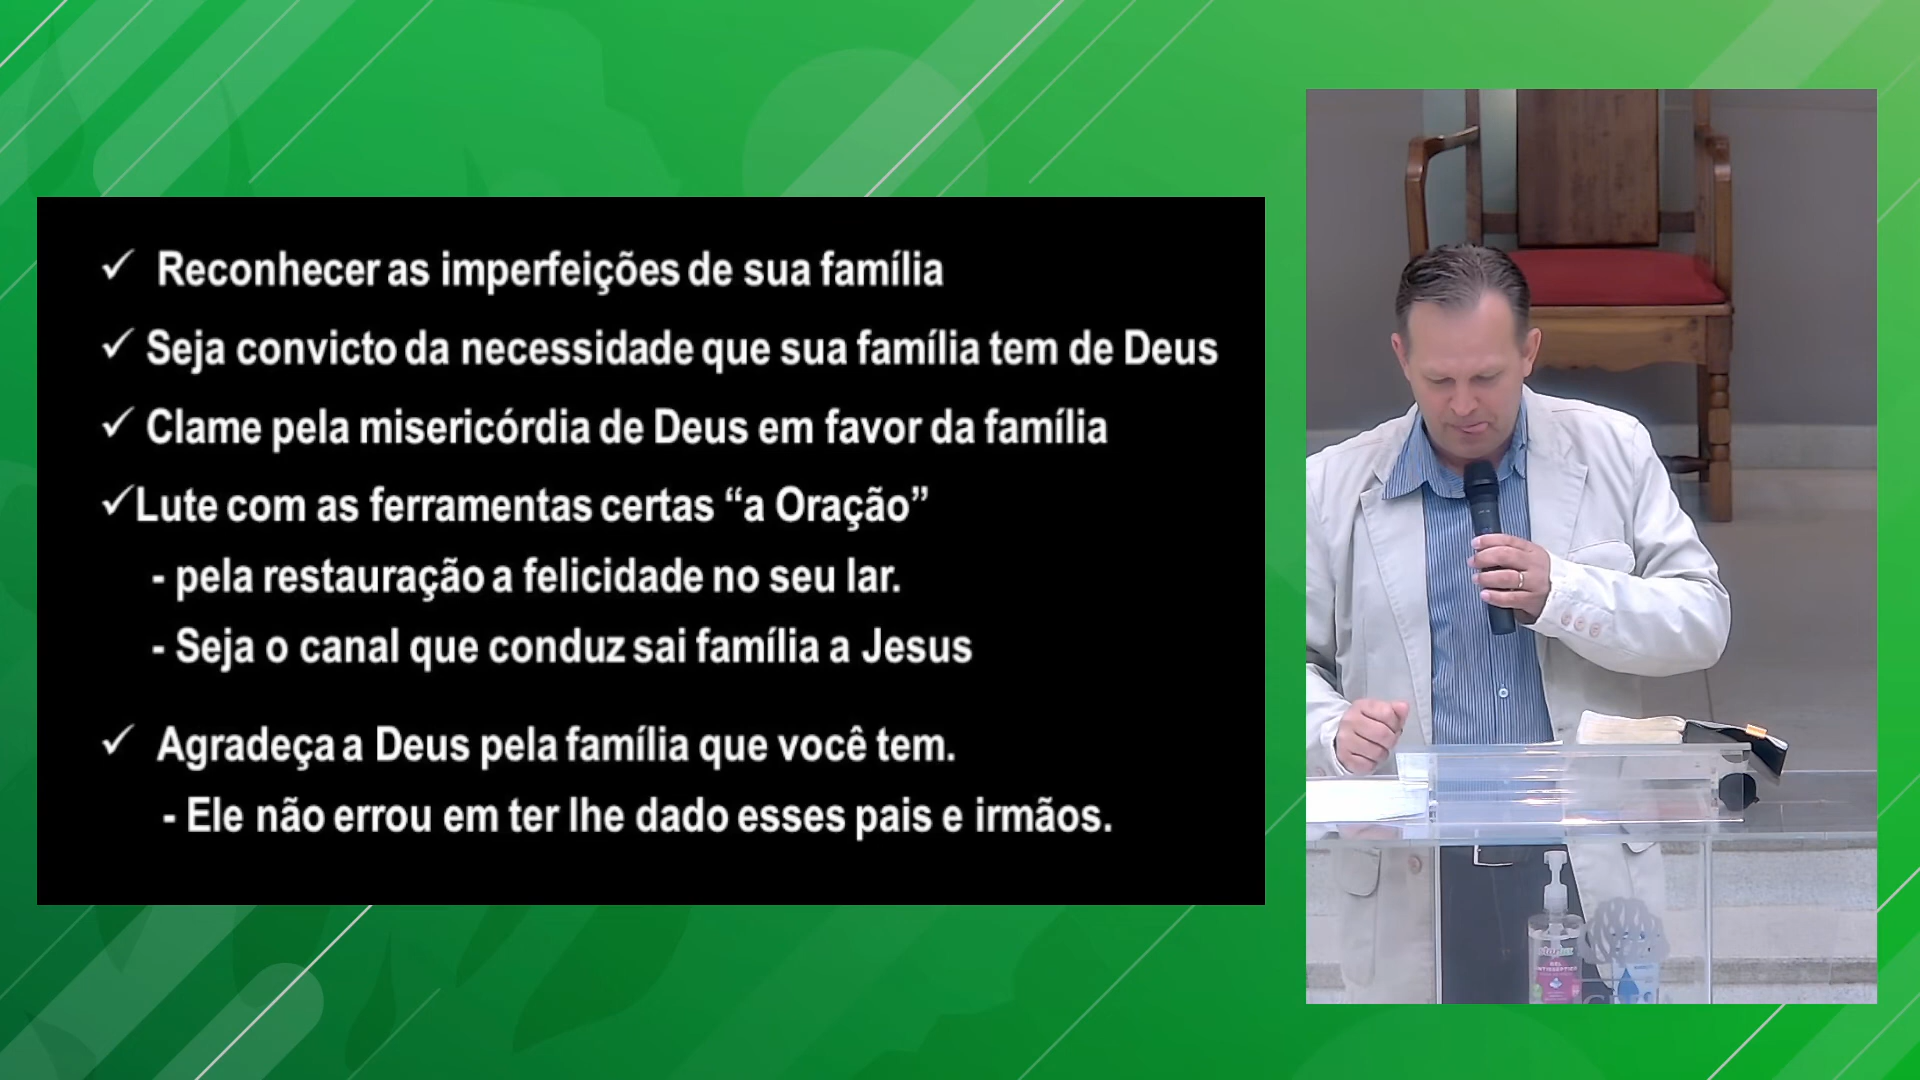 ✓ Reconhecer as imperfeições de sua família
✓ Seja convicto da necessidade que sua família tem de Deus
✓ Clame pela misericórdia de Deus em favor da família
✓Lute com as ferramentas certas “a Oração”
- pela restauração a felicidade no seu lar.
- Seja o canal que conduz sai família a Jesus
✓ Agradeça a Deus pela família que você tem.
- Ele não errou em ter lhe dado esses pais e irmãos.